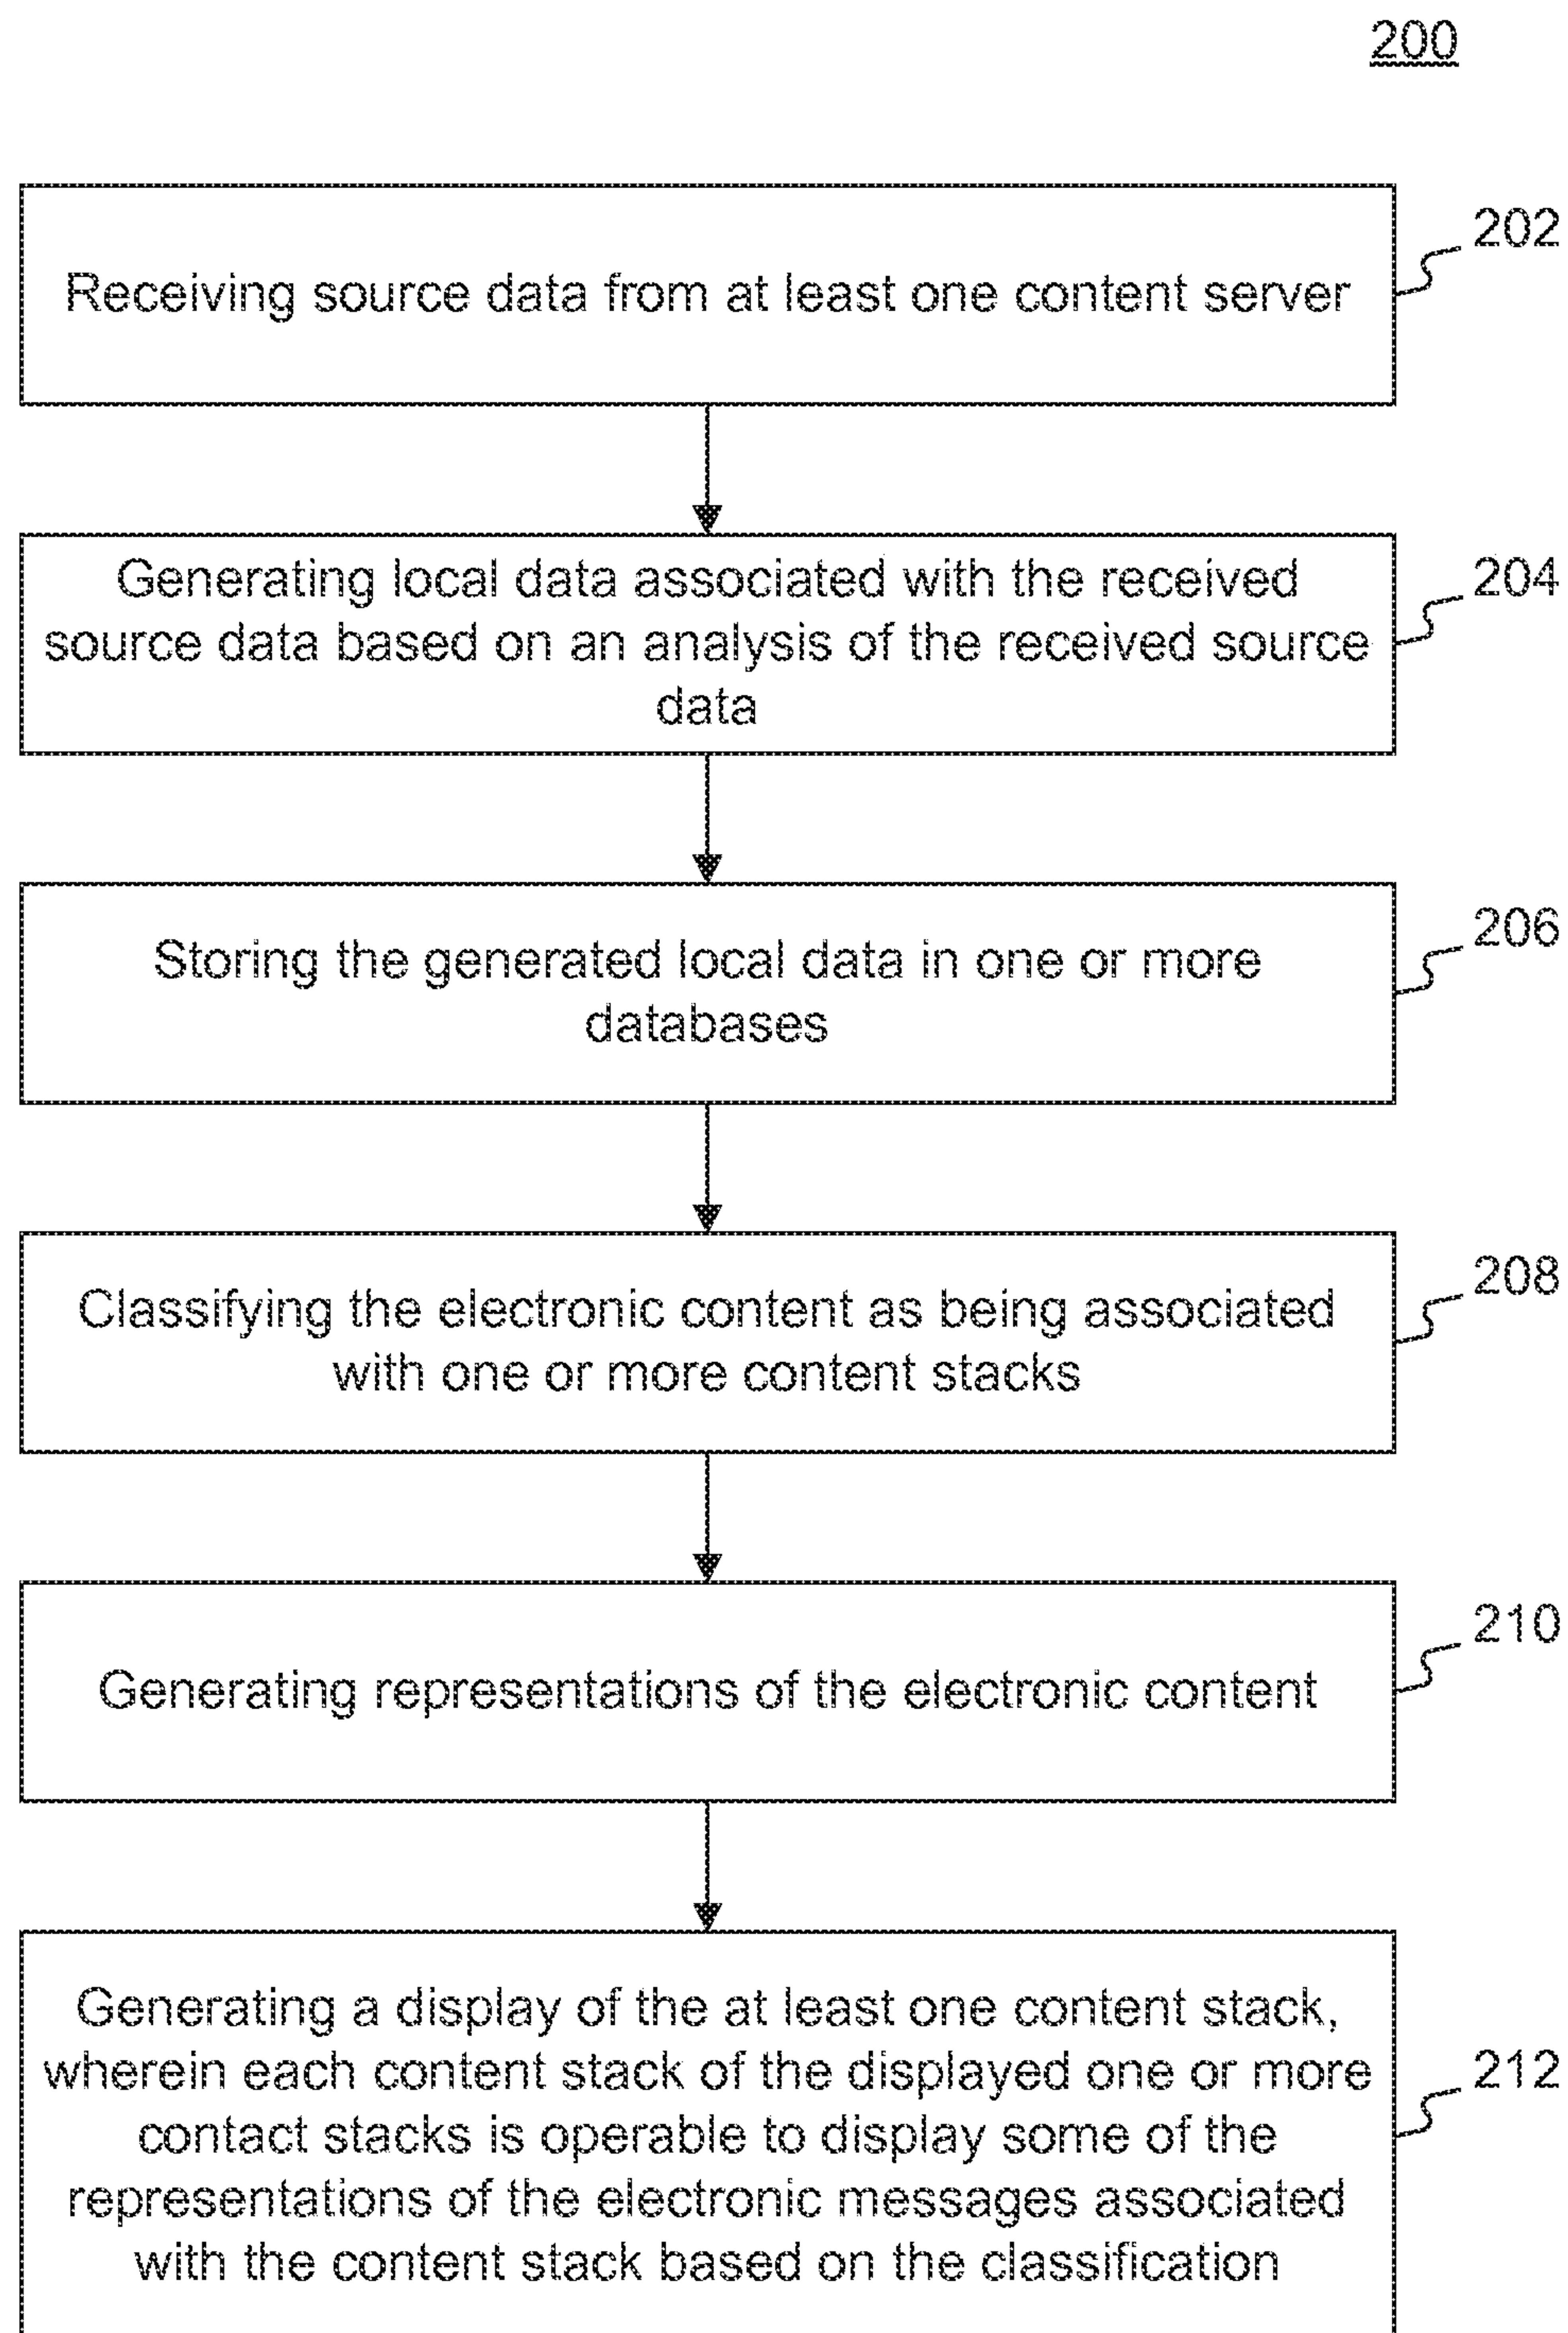 200
Receiving source data from at least one content server
202
Generating local data associated with the received
source data based on an analysis of the received source
data
204
Storing the generated local data in one or more
databases
206
Classifying the electronic content as being associated
with one or more content stacks
208
Generating representations of the electronic content
210
Generating a display of the at least one content stack,
wherein each content stack of the displayed one or more
contact stacks is operable to display some of the
representations of the electronic messages associated
with the content stack based on the classification
212